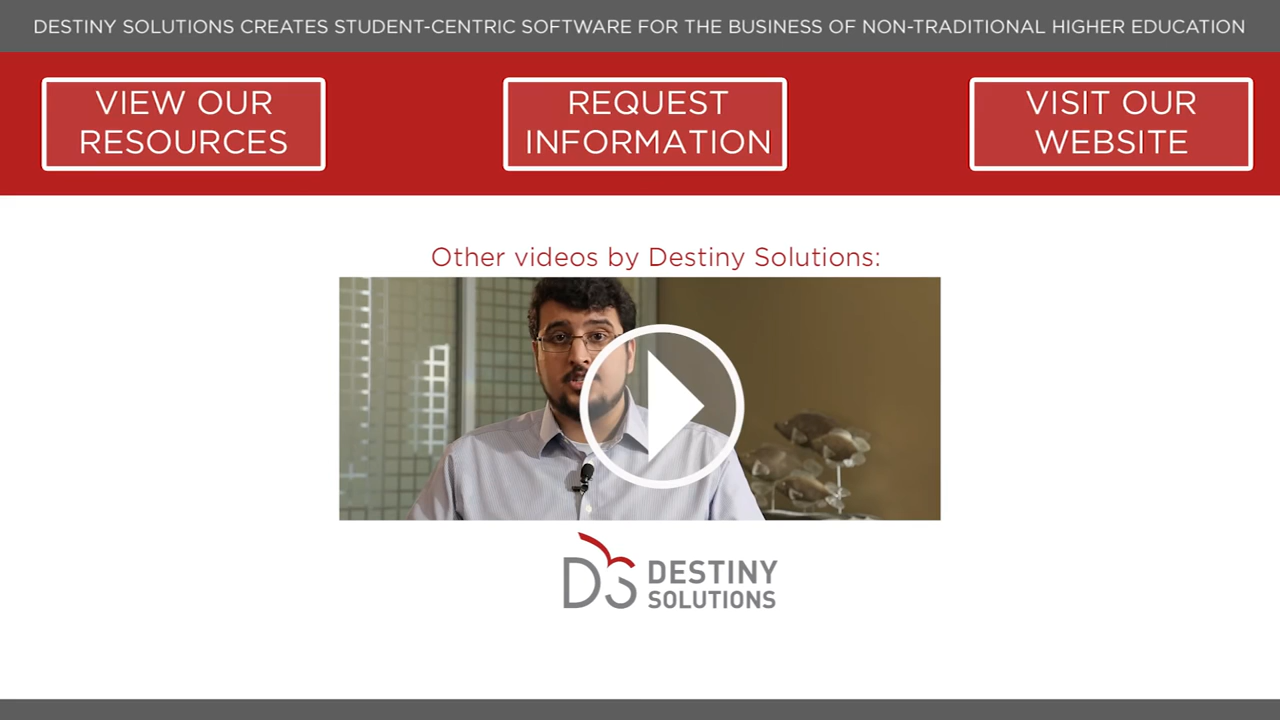 DESTINY SOLUTIONS CREATES STUDENT-CENTRIC SOFTWARE FOR THE BUSINESS OF NON-TRADITIONAL HIGHER EDUCATION
VIEW OUR
RESOURCES
REQUEST
INFORMATION
VISIT OUR
WEBSITE
Other videos by Destiny Solutions:
DS DESTINY
SOLUTIONS